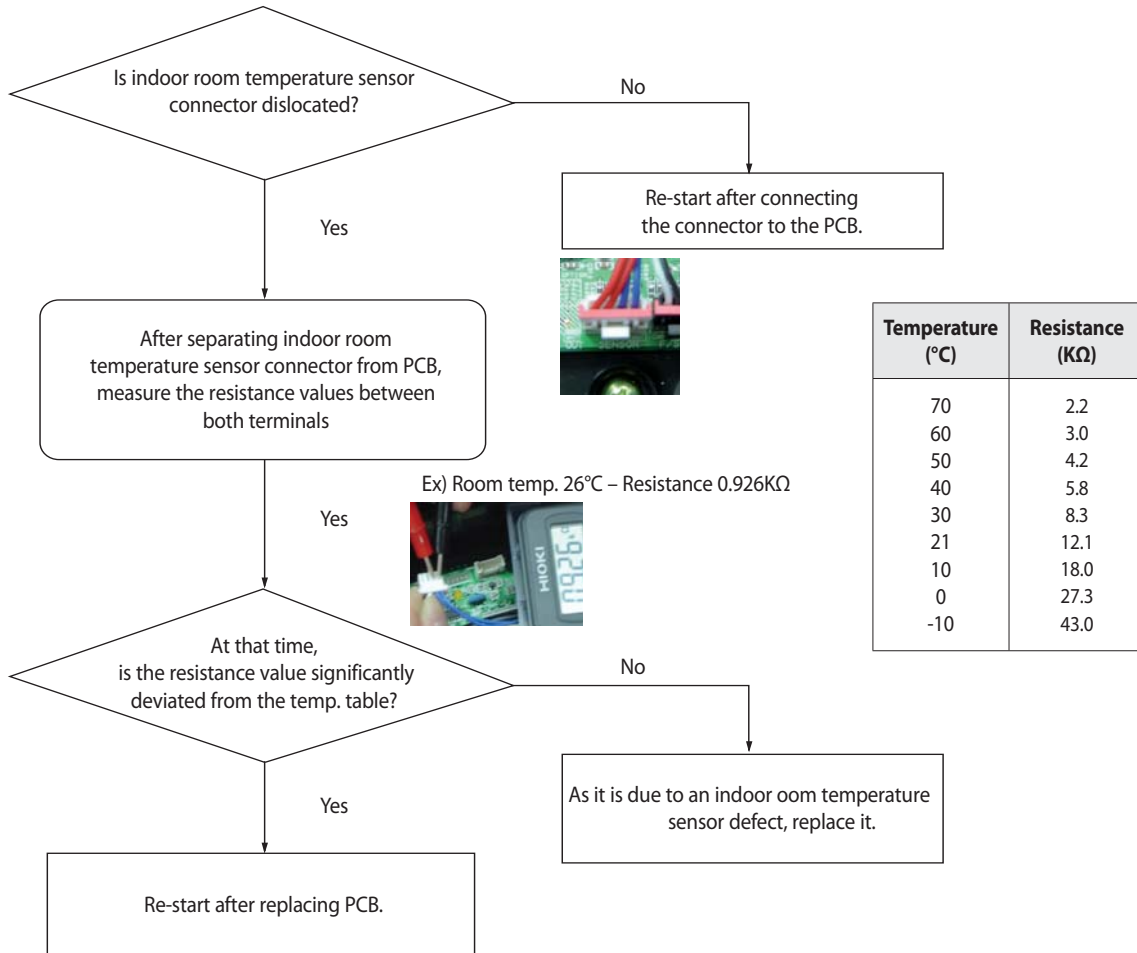 Is indoor room temperature sensor
connector dislocated?
No
Re-start after connecting
the connector to the PCB.
Yes
After separating indoor room
temperature sensor connector from PCB,
measure the resistance values between
both terminals
Temperature
(°C)
Resistance
(KΩ)
70 2.2
60 3.0
50 4.2
40 5.8
30 8.3
21 12.1
10 18.0
0 27.3
-10 43.0
Ex) Room temp. 26°C – Resistance 0.926KΩ
HIOKI
0926
Yes
At that time,
is the resistance value significantly
deviated from the temp. table?
No
As it is due to an indoor oom temperature
sensor defect, replace it.
Yes
Re-start after replacing PCB.